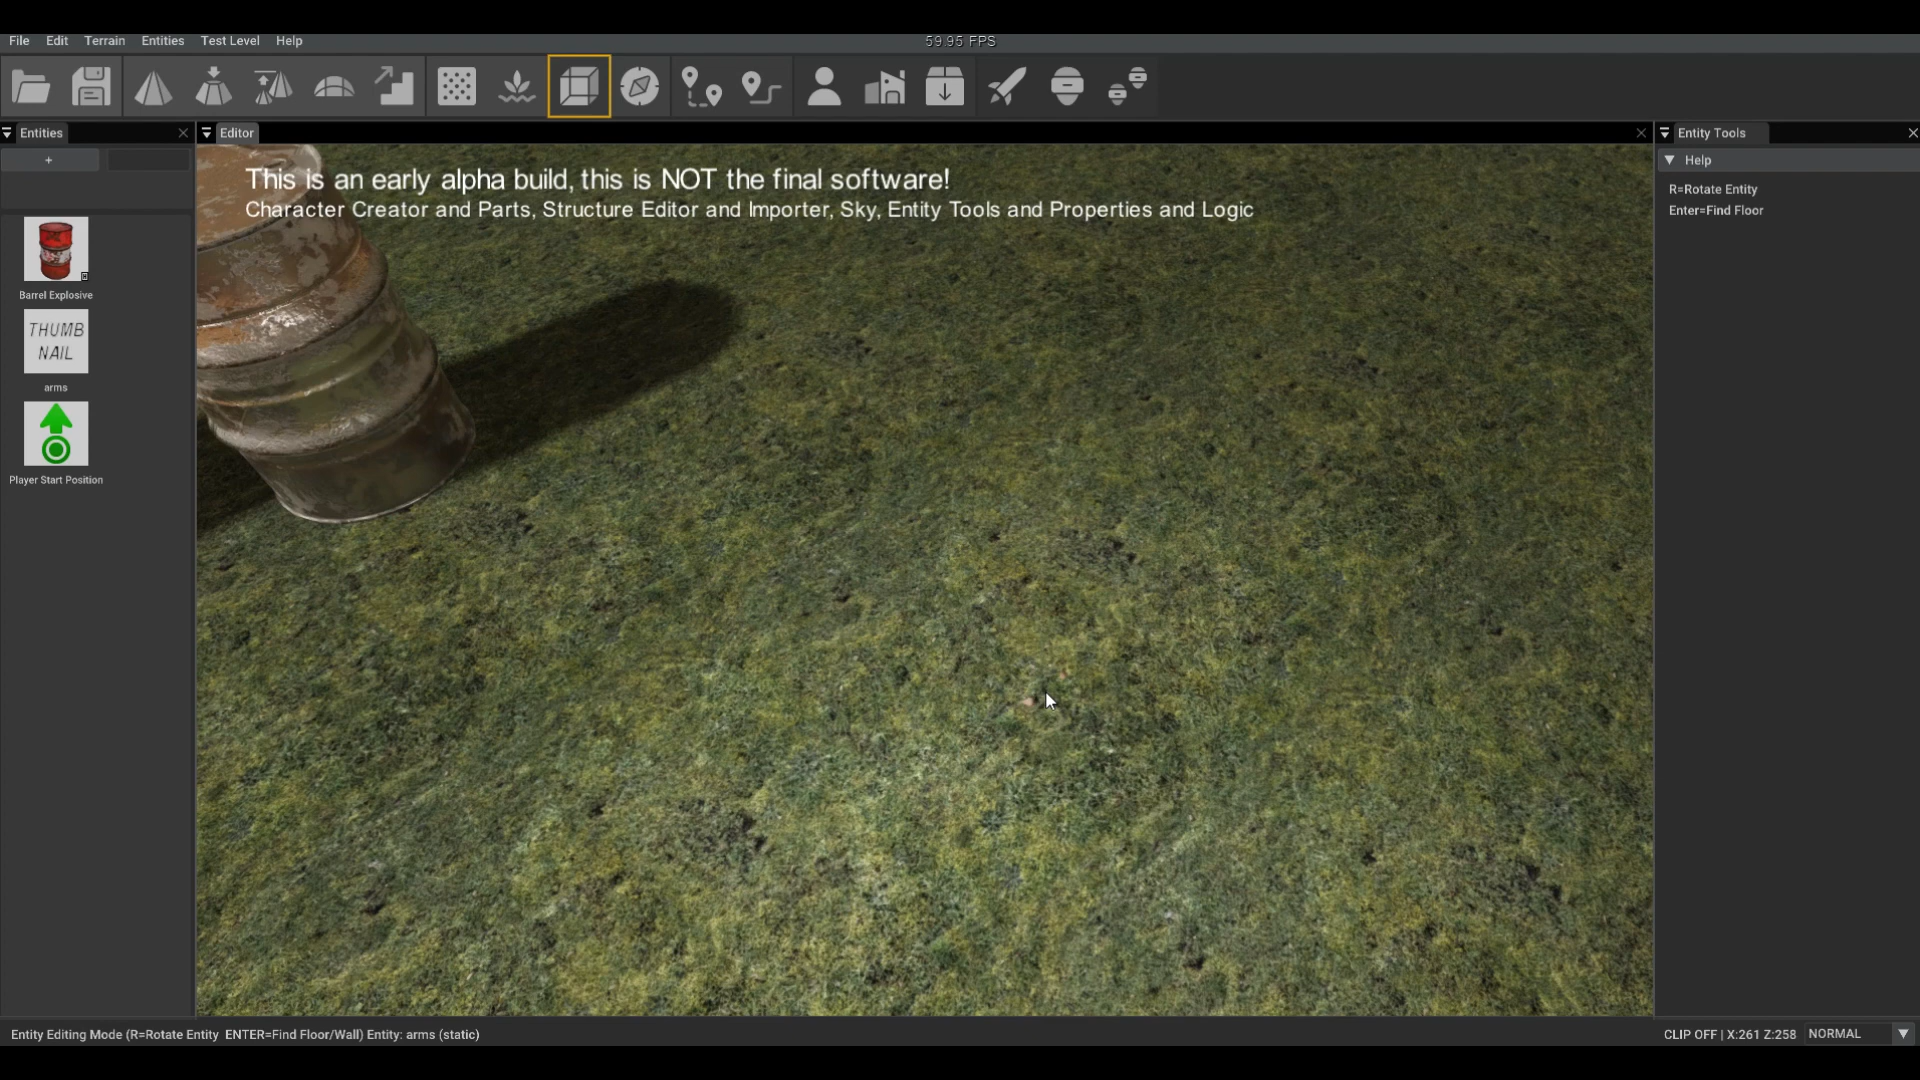 File Edit Terrain Entities Test Level Help
59.95 FPS
Entities
Editor
Entity Tools
+
Help
This is an early alpha build, this is NOT the final software!
Character Creator and Parts, Structure Editor and Importer, Sky, Entity Tools and Properties and Logic
R=Rotate Entity
Enter=Find Floor
Barrel Explosive
THUMB
NAIL
arms
Player Start Position
Entity Editing Mode (R=Rotate Entity ENTER=Find Floor/Wall) Entity: arms (static)
CLIP OFF | X:261 Z:258 NORMAL